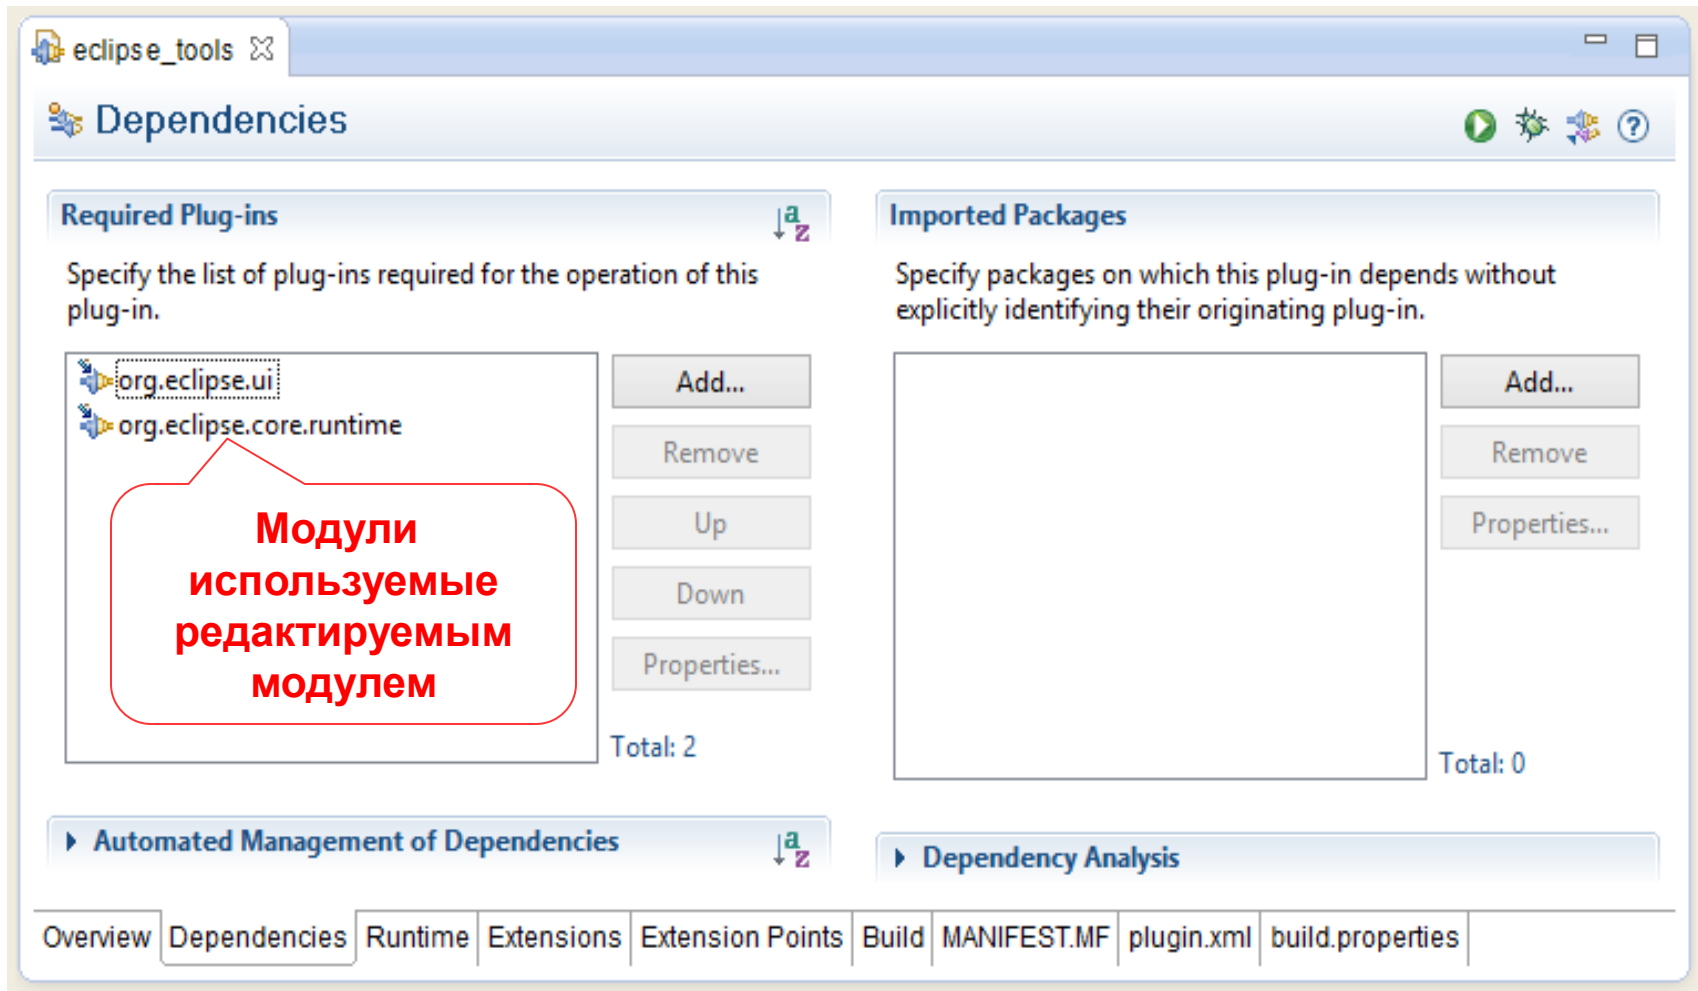 eclipse_tools
Dependencies
Required Plug-ins
Specify the list of plug-ins required for the operation of this
plug-in.
org.eclipse.ui
org.eclipse.core.runtime
Модули
используемые
редактируемым
модулем
Add...
Remove
Up
Down
Properties...
Total: 2
Imported Packages
Specify packages on which this plug-in depends without
explicitly identifying their originating plug-in.
Add...
Remove
Properties...
Total: 0
Automated Management of Dependencies
Dependency Analysis
Overview Dependencies Runtime Extensions Extension Points Build MANIFEST.MF plugin.xml build.properties